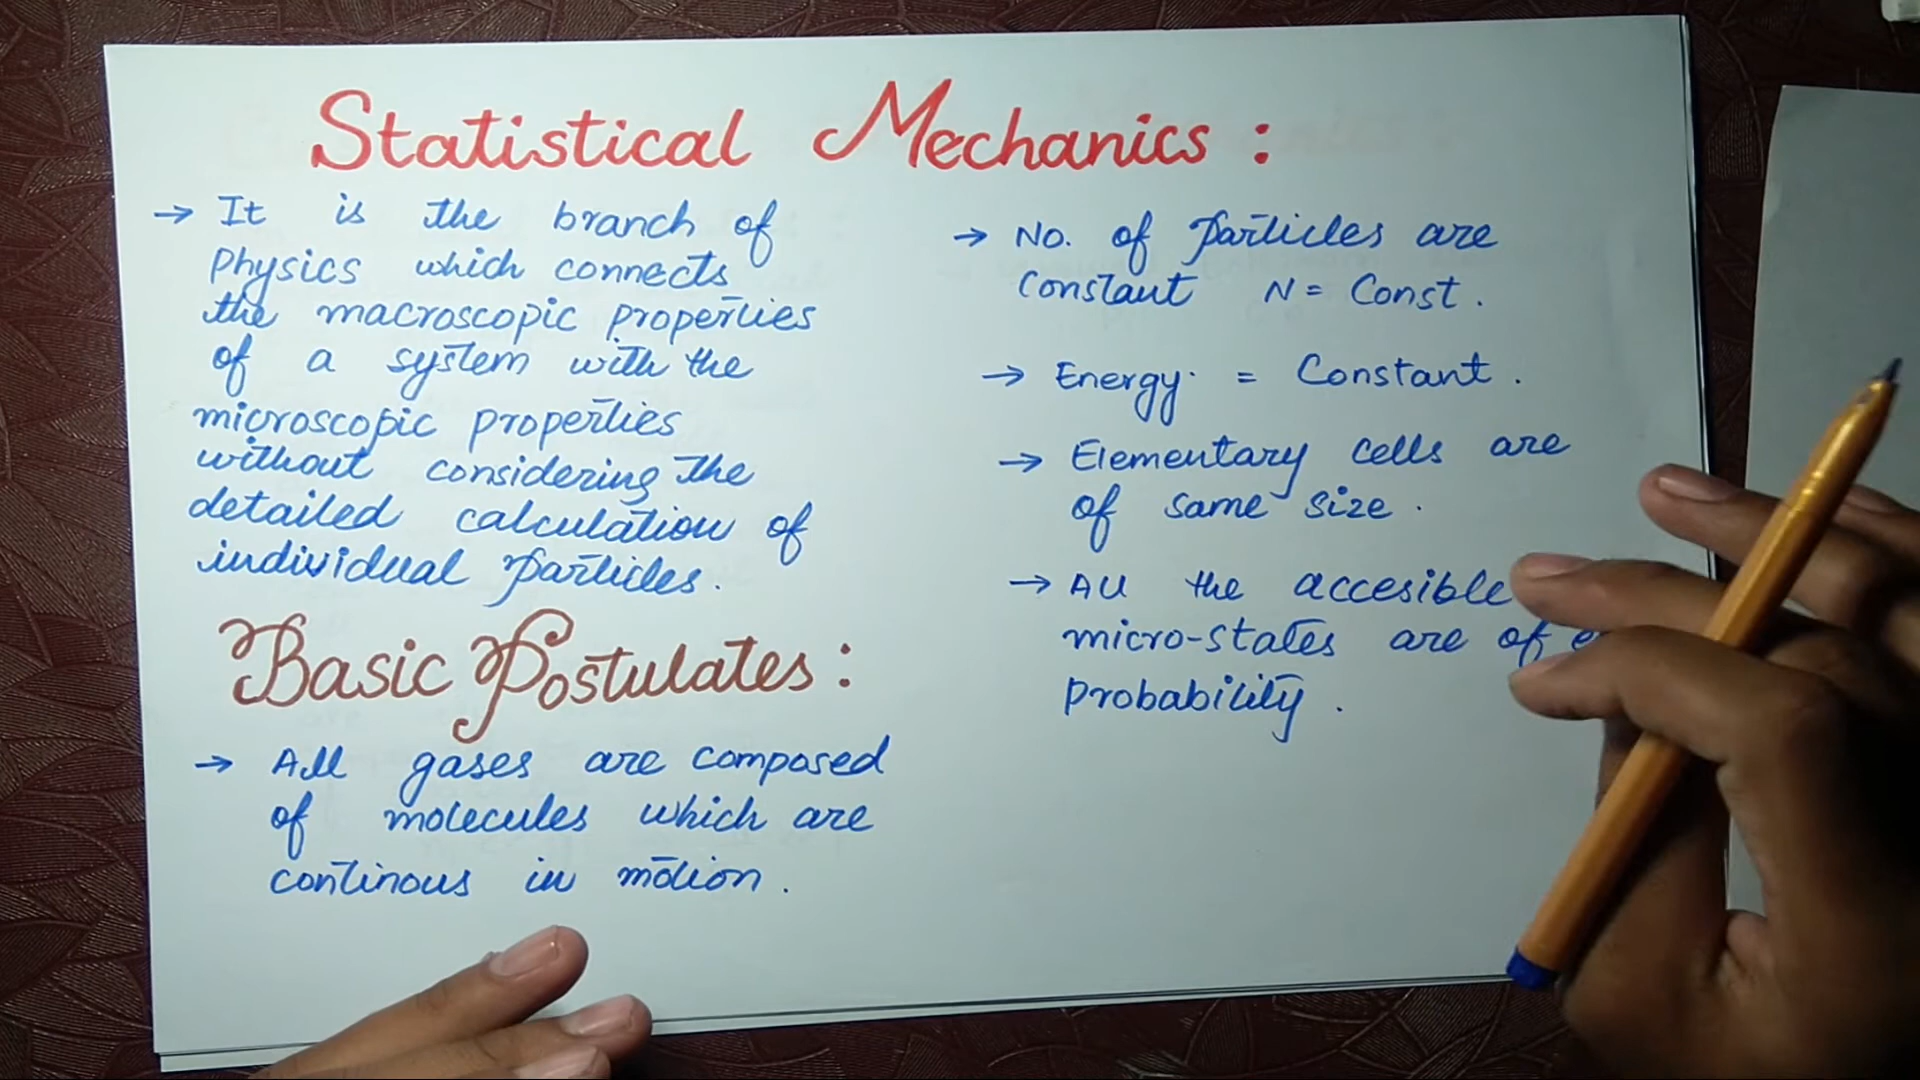 Statistical Mechanics :
→ It is the branch of
Physics which connects
the macroscopic properties
of a system with the
microscopic properties
without considering the
detailed calculation of
individual particles.
Basic Postulates :
→ All gases are composed
of molecules which are
continous in motion.
→ No. of particles are
constant N = Const.
→ Energy = Constant.
→ Elementary cells are
of same size.
→ All the accesible
micro-states are of
probability.